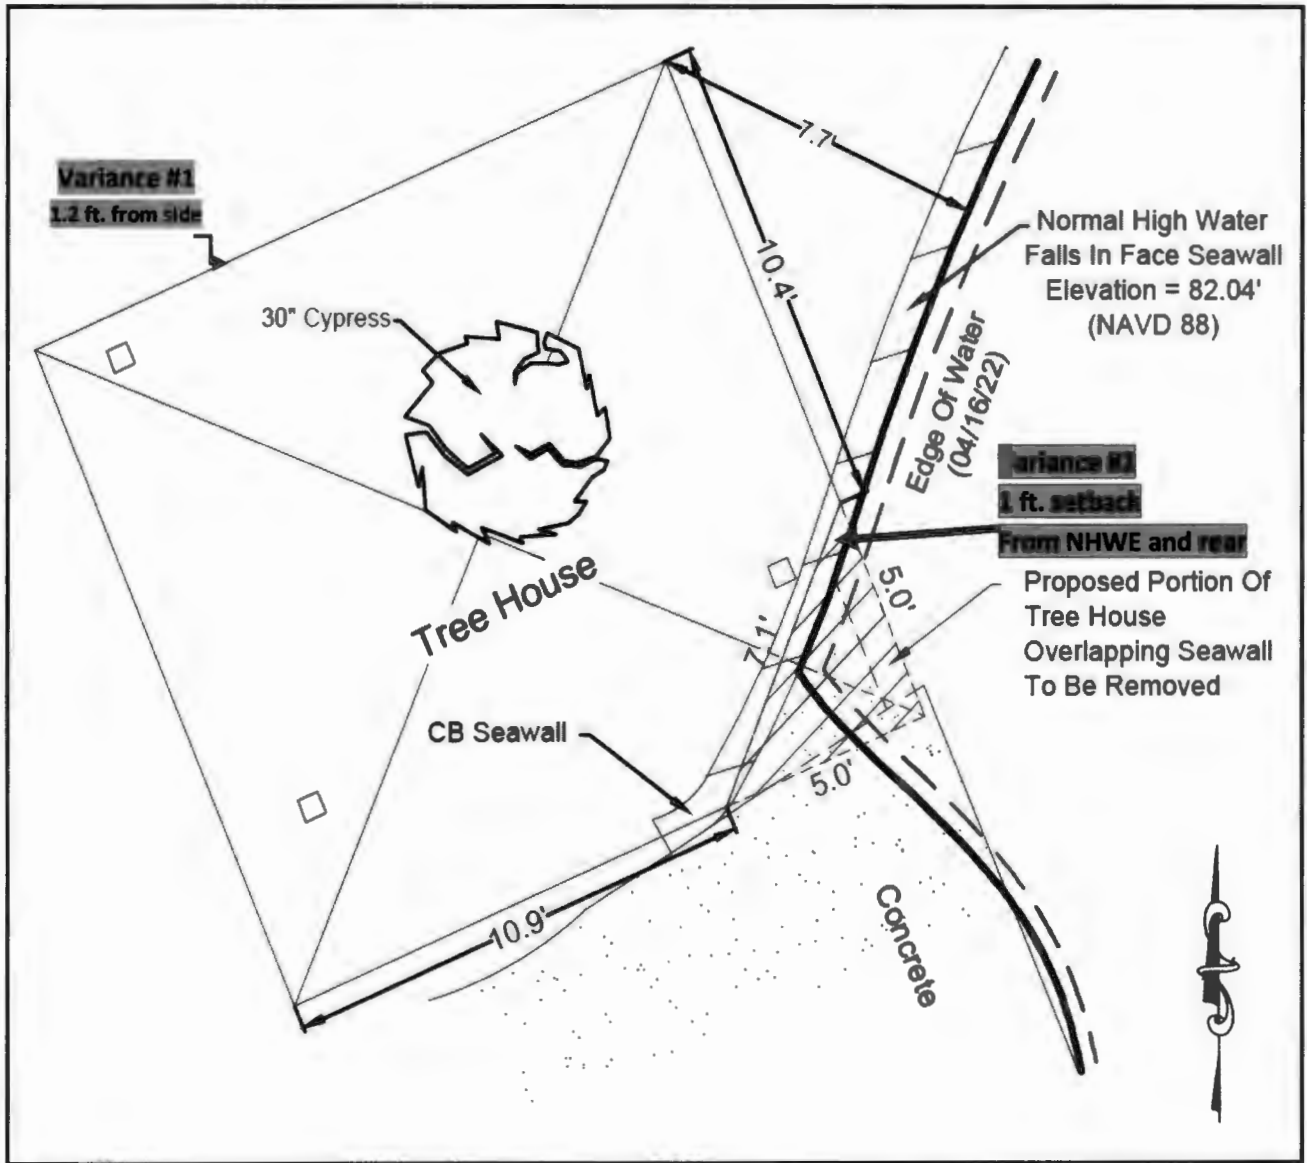 Variance #1
1.2 ft. from side
7.7'
10.4'
30" Cypress
Normal High Water
Falls In Face Seawall
Elevation = 82.04'
(NAVD 88)
Edge Of Water
(04/16/22)
ariance #2
1 ft. setback
From NHWE and rear
Tree House
5.0'
7.1'
Proposed Portion Of
Tree House
Overlapping Seawall
To Be Removed
CB Seawall
5.0'
10.9'
Concrete